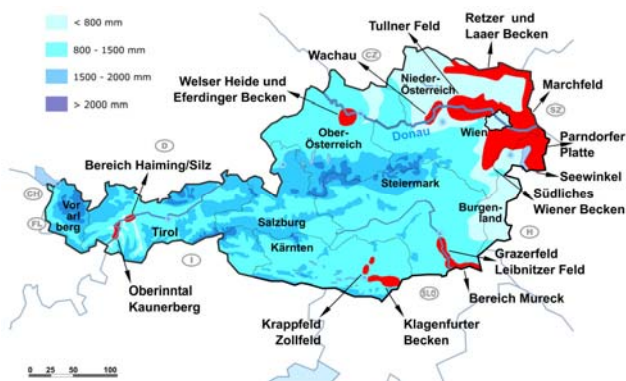 < 800 mm
800 - 1500 mm
1500 - 2000 mm
> 2000 mm
Tullner Feld
Retzer und
Laaer Becken
Wachau
CZ
Nieder-
Österreich
Marchfeld
Welser Heide und
Eferdinger Becken
SZ
Donau
Wien
Ober-
Österreich
Parndorfer
Platte
D
Bereich Haiming/Silz
Steiermark
Seewinkel
Südliches
Wiener Becken
CH
Vor
arl
berg
FL
Tirol
Salzburg
Kärnten
Burgen-
land
H
I
Grazerfeld
Leibnitzer Feld
Oberinntal
Kaunerberg
SLO
Bereich Mureck
Krappfeld
Zollfeld
Klagenfurter
Becken
0 25 50 100